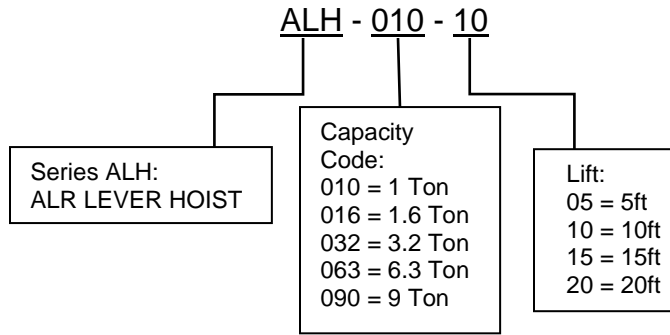 ALH - 010 - 10
Series ALH:
ALR LEVER HOIST
Capacity
Code:
010 = 1 Ton
016 = 1.6 Ton
032 = 3.2 Ton
063 = 6.3 Ton
090 = 9 Ton
Lift:
05 = 5ft
10 = 10ft
15 = 15ft
20 = 20ft